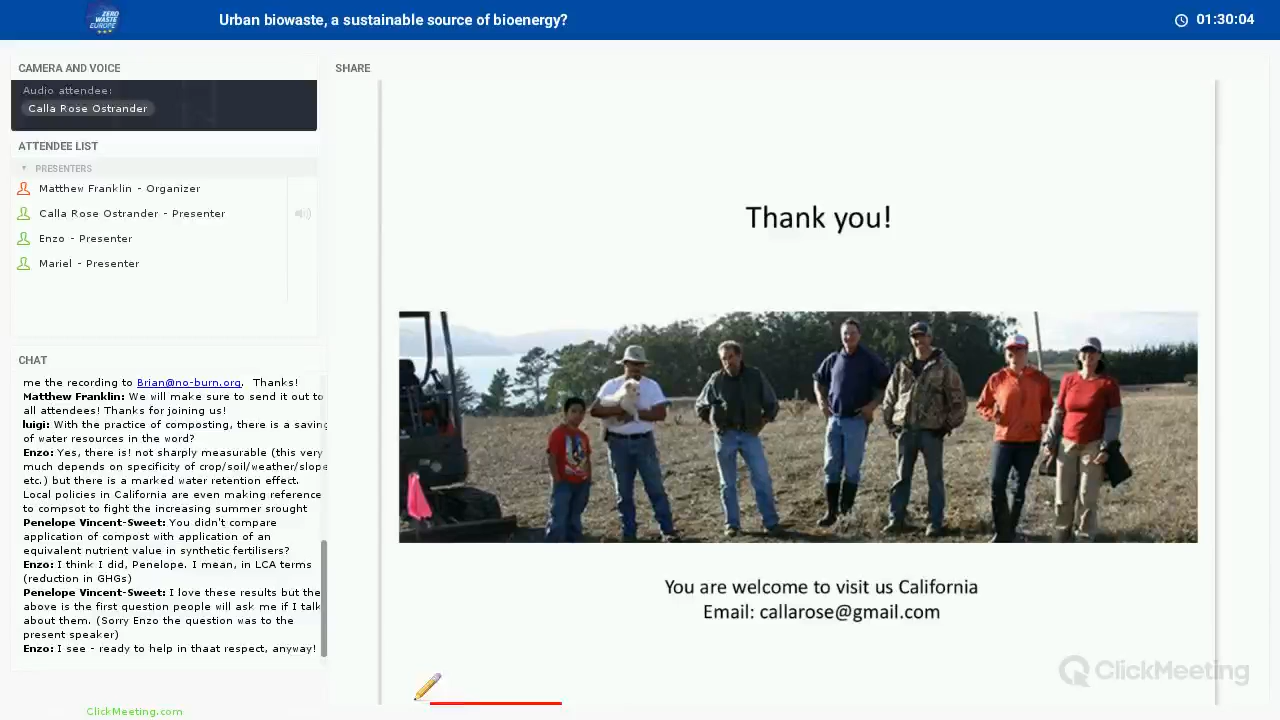 ZERO WASTE EUROPE
Urban biowaste, a sustainable source of bioenergy?
01:30:04
CAMERA AND VOICE
Audio attendee:
Calla Rose Ostrander
ATTENDEE LIST
PRESENTERS
Matthew Franklin - Organizer
Calla Rose Ostrander - Presenter
Enzo - Presenter
Mariel - Presenter
CHAT
me the recording to Brian@no-burn.org.  Thanks!
Matthew Franklin: We will make sure to send it out to
all attendees! Thanks for joining us!
luigi: With the practice of composting, there is a saving
of water resources in the word?
Enzo: Yes, there is! not sharply measurable (this very
much depends on specificity of crop/soil/weather/slope
etc.) but there is a marked water retention effect.
Local policies in California are even making reference
to compsot to fight the increasing summer srought
Penelope Vincent-Sweet: You didn't compare
application of compost with application of an
equivalent nutrient value in synthetic fertilisers?
Enzo: I think I did, Penelope. I mean, in LCA terms
(reduction in GHGs)
Penelope Vincent-Sweet: I love these results but the
above is the first question people will ask me if I talk
about them. (Sorry Enzo the question was to the
present speaker)
Enzo: I see - ready to help in thaat respect, anyway!
ClickMeeting.com
SHARE
Thank you!
You are welcome to visit us California
Email: callarose@gmail.com
ClickMeeting